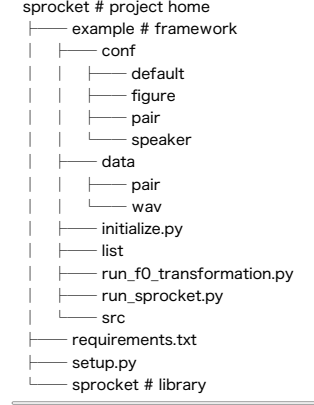 sprocket # project home
├── example # framework
│ ├── conf
│ │ ├── default
│ │ ├── figure
│ │ ├── pair
│ │ └── speaker
│ ├── data
│ │ ├── pair
│ │ └── wav
│ ├── initialize.py
│ ├── list
│ ├── run_f0_transformation.py
│ ├── run_sprocket.py
│ └── src
├── requirements.txt
├── setup.py
└── sprocket # library